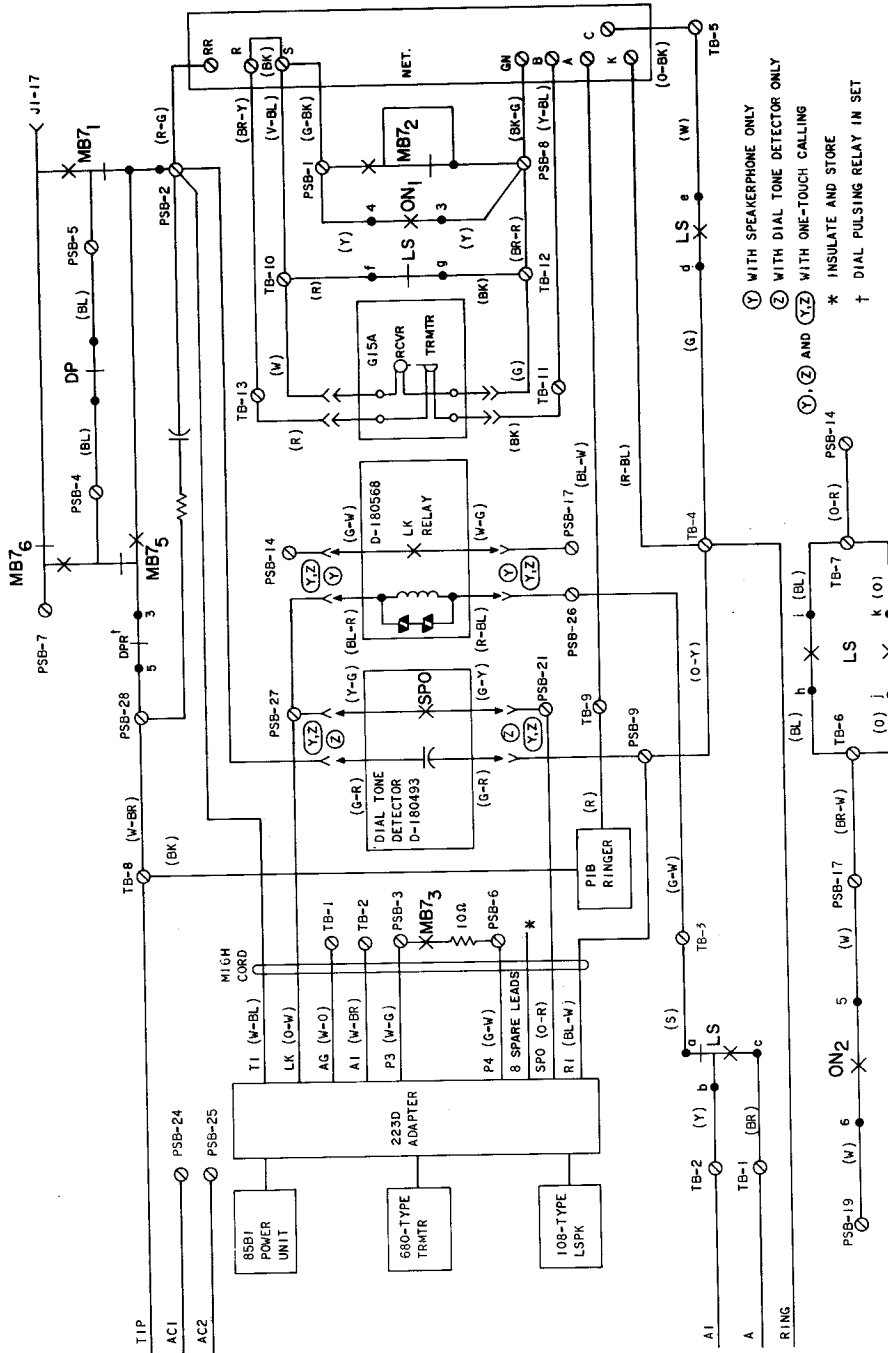 TIP
AC1
AC2
PSB-24
PSB-25
TB-8
(W-BR)
(BK)
PSB-28
5
DPR†
3
MB7₅
PSB-7
MB7₆
PSB-4
(BL)
DP
(BL)
PSB-5
MB7₁
J1-17
PSB-2
(R-G)
RR
R
(BK)
S
NET.
GN
B
A
K
C
(BR-Y)
(V-BL)
(G-BK)
PSB-1
MB7₂
(BK-G)
PSB-8
(Y-BL)
(Y)
4
ON₁
3
(Y)
(BR-R)
TB-10
(R)
f
LS
g
(BK)
TB-12
(W)
G15A
RCVR
TRMTR
(G)
TB-13
(R)
(BK)
TB-11
(BL-W)
(R-BL)
(O-BK)
TB-5
(W)
e
LS
d
(G)
TB-4
(O-Y)
PSB-14
(G-W)
D-180568
LK
RELAY
(W-G)
PSB-17
Y,Z
Y
Y
Y,Z
(BL-R)
(R-BL)
PSB-26
PSB-27
(Y-G)
SPO
(G-Y)
PSB-21
Y,Z
Z
Z
Y,Z
(G-R)
DIAL TONE
DETECTOR
D-180493
(G-R)
TB-9
PSB-9
(R)
P1B
RINGER
(G-W)
M16H
CORD
TB-1
TB-2
PSB-3
MB7₃
10Ω
PSB-6
*
T1 (W-BL)
LK (O-W)
AG (W-O)
A1 (W-BR)
P3 (W-G)
P4 (G-W)
8 SPARE LEADS
SPO (O-R)
R1 (BL-W)
223D
ADAPTER
85B1
POWER
UNIT
680-TYPE
TRMTR
108-TYPE
LSPK
TB-3
(S)
a
LS
b
c
(Y)
(BR)
TB-2
TB-1
A1
A
RING
PSB-19
(W)
6
ON₂
5
(W)
PSB-17
(BR-W)
TB-6
(BL)
h
i
(BL)
LS
(O)
j
k
(O)
TB-7
(O-R)
PSB-14
Y WITH SPEAKERPHONE ONLY
Z WITH DIAL TONE DETECTOR ONLY
Y, Z AND Y,Z WITH ONE-TOUCH CALLING
* INSULATE AND STORE
† DIAL PULSING RELAY IN SET